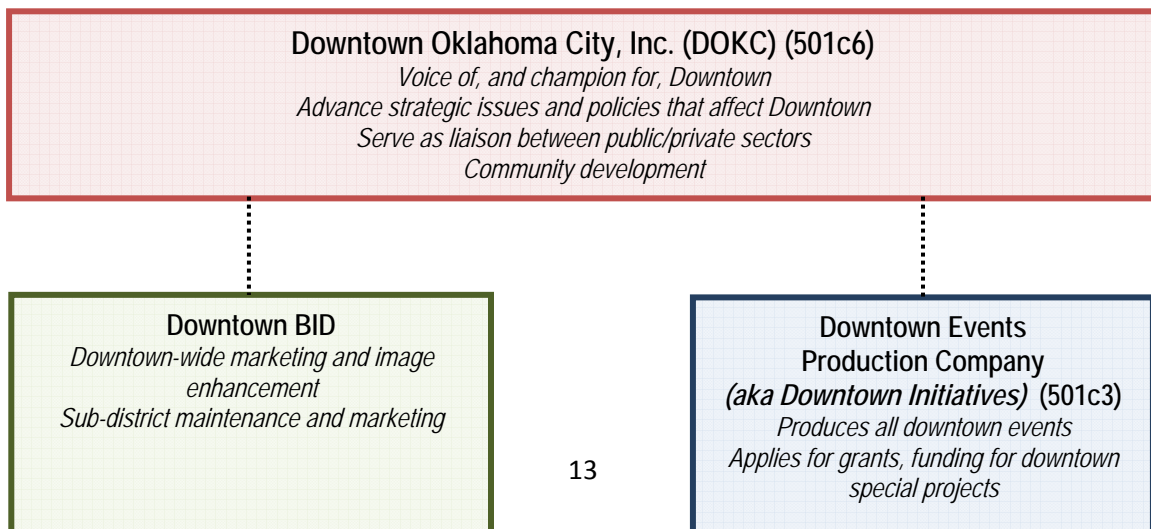 Downtown Oklahoma City, Inc. (DOKC) (501c6)
Voice of, and champion for, Downtown
Advance strategic issues and policies that affect Downtown
Serve as liaison between public/private sectors
Community development
Downtown BID
Downtown-wide marketing and image
enhancement
Sub-district maintenance and marketing
Downtown Events
Production Company
(aka Downtown Initiatives) (501c3)
Produces all downtown events
Applies for grants, funding for downtown
special projects
13